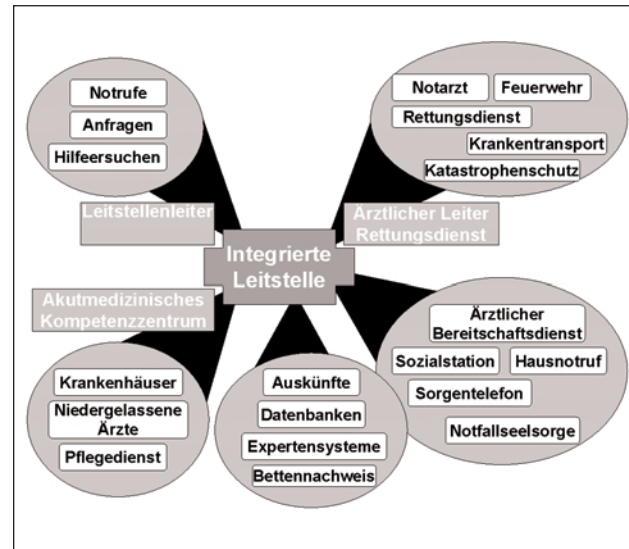 Notrufe
Anfragen
Hilfeersuchen
Notarzt
Feuerwehr
Rettungsdienst
Krankentransport
Katastrophenschutz
Leitstellenleiter
Ärztlicher Leiter
Rettungsdienst
Integrierte
Leitstelle
Akutmedizinisches
Kompetenzzentrum
Krankenhäuser
Niedergelassene
Ärzte
Pflegedienst
Auskünfte
Datenbanken
Expertensysteme
Bettennachweis
Ärztlicher
Bereitschaftsdienst
Sozialstation
Hausnotruf
Sorgentelefon
Notfallseelsorge